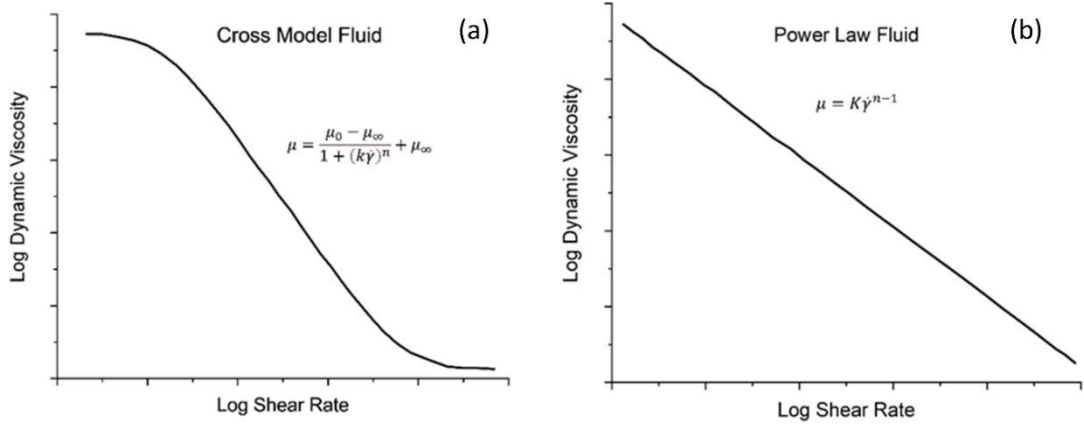 Cross Model Fluid
(a)
μ = (μ₀ − μ∞)/(1 + (kγ̇)ⁿ) + μ∞
Log Dynamic Viscosity
Log Shear Rate
Power Law Fluid
(b)
μ = Kγ̇ⁿ⁻¹
Log Dynamic Viscosity
Log Shear Rate